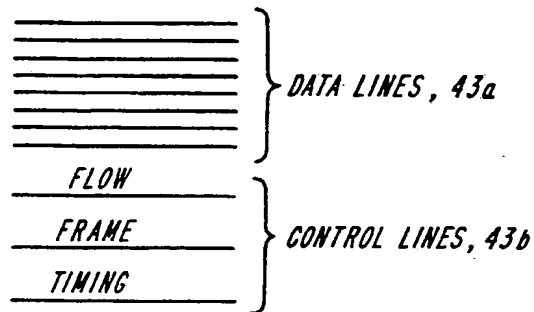 DATA LINES, 43a
FLOW
FRAME
CONTROL LINES, 43b
TIMING